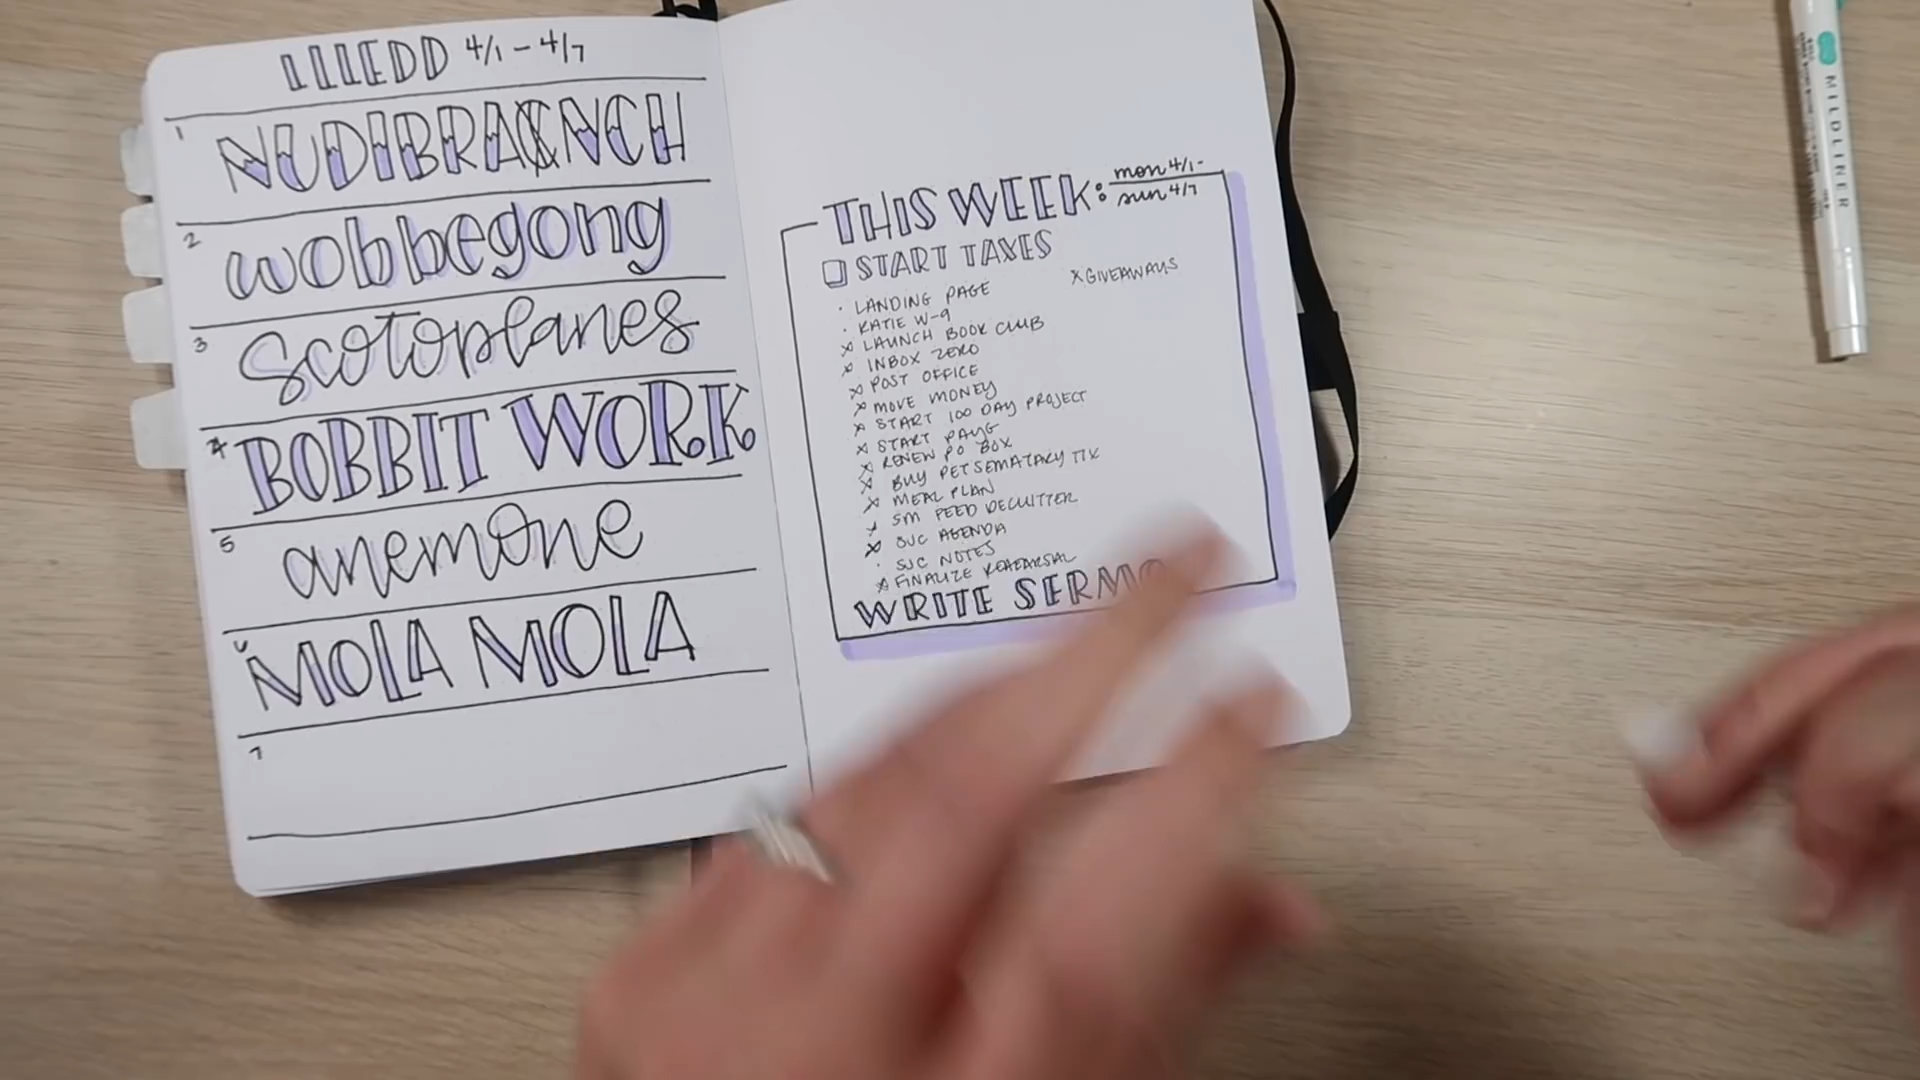 LLLEDD 4/1 - 4/7
1 NUDIBRANCH
2 wobbegong
3 scotoplanes
4 BOBBIT WORK
5 anemone
6 MOLA MOLA
7
THIS WEEK: mon 4/1 -
sun 4/7
START TAXES
X GIVEAWAYS
· LANDING PAGE
· KATIE W-9
X LAUNCH BOOK CLUB
X INBOX ZERO
X POST OFFICE
X MOVE MONEY
X START 100 DAY PROJECT
X START PAYG
X RENEW PO BOX
X BUY PET SEMATARY TIX
X MEAL PLAN
X SM FEED DECLUTTER
X SJC AGENDA
· SJC NOTES
X FINALIZE REHEARSAL
WRITE SERMO
MILDLINER